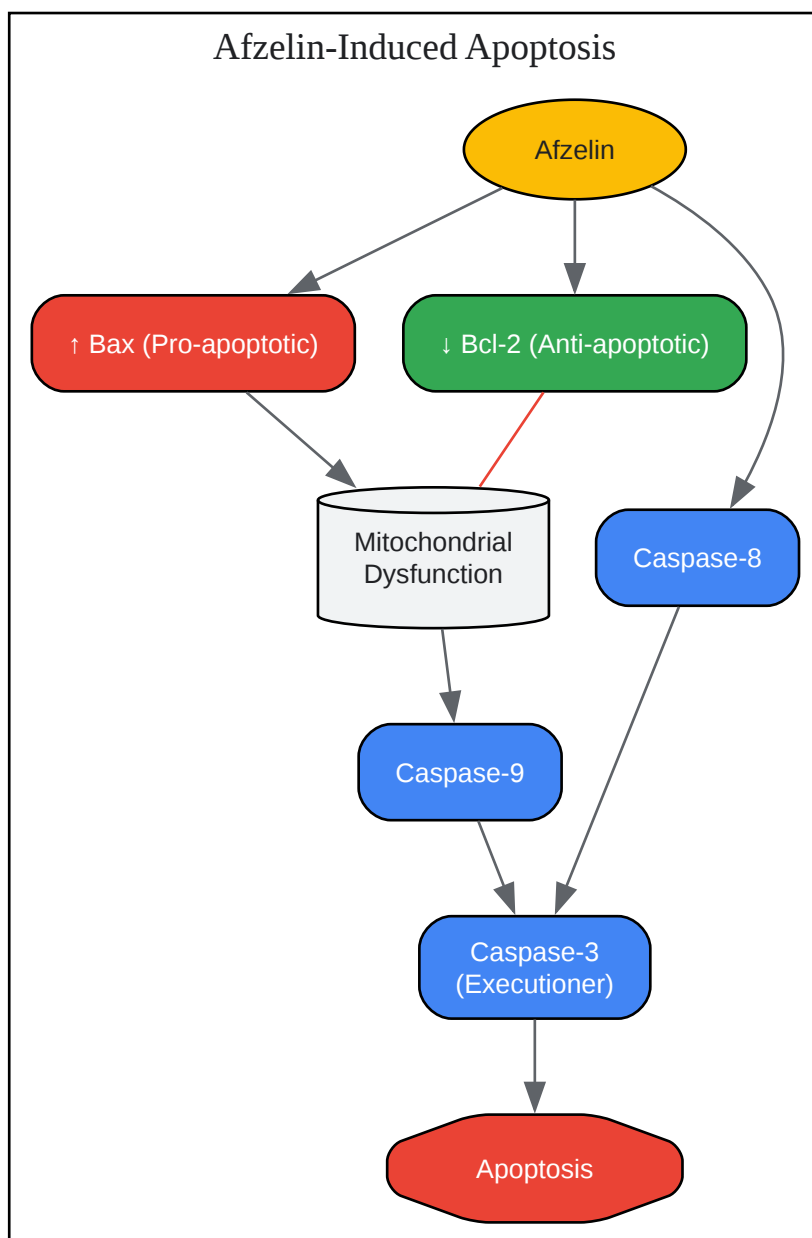 Afzelin-Induced Apoptosis
Afzelin
↑ Bax (Pro-apoptotic)
↓ Bcl-2 (Anti-apoptotic)
Mitochondrial
Dysfunction
Caspase-8
Caspase-9
Caspase-3
(Executioner)
Apoptosis